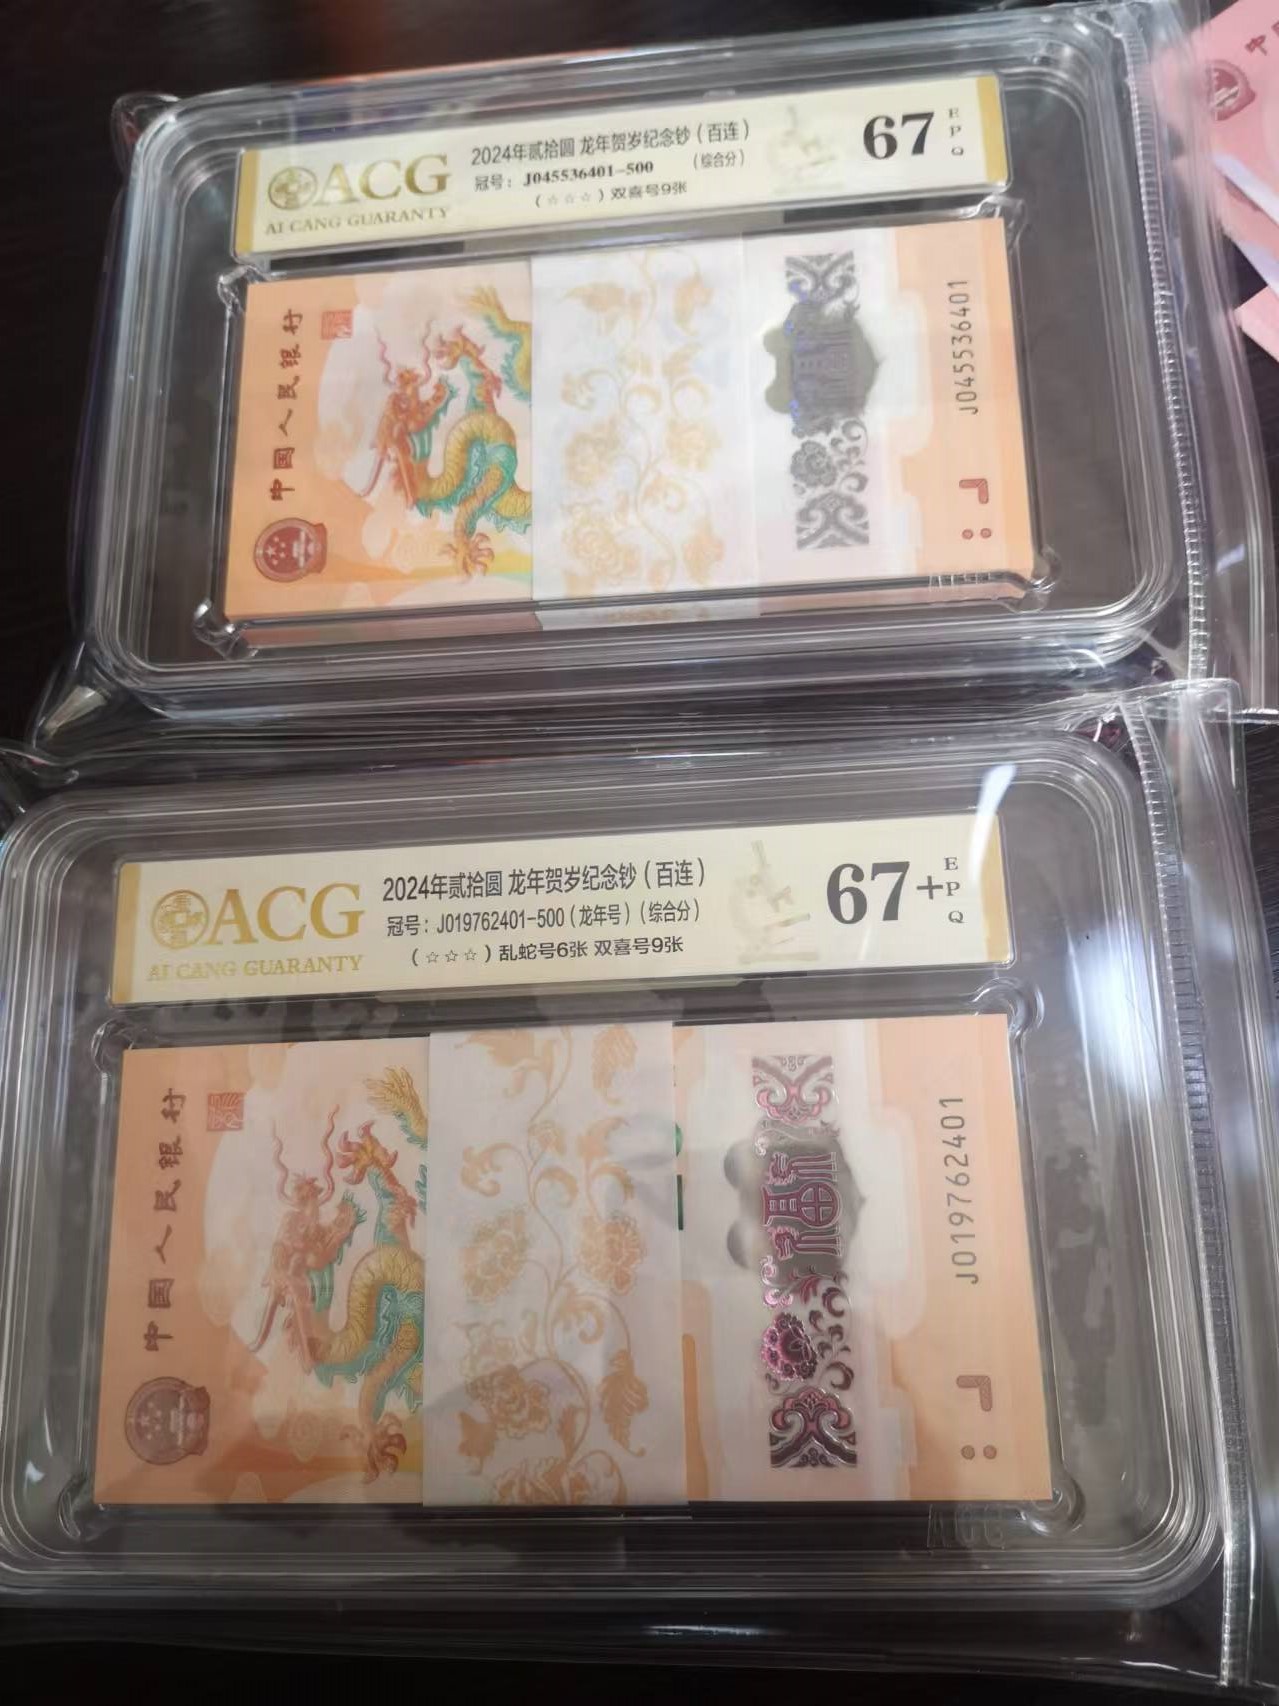 ACG
AI CANG GUARANTY
2024年贰拾圆 龙年贺岁纪念钞（百连）
冠号：J045536401-500 （综合分）
（☆☆☆）双喜号9张
67 EPQ
中国人民银行
J045536401
ACG
ACG
AI CANG GUARANTY
2024年贰拾圆 龙年贺岁纪念钞（百连）
冠号：J019762401-500（龙年号）（综合分）
（☆☆☆）乱蛇号6张 双喜号9张
67+ EPQ
中国人民银行
福
J019762401
ACG
中